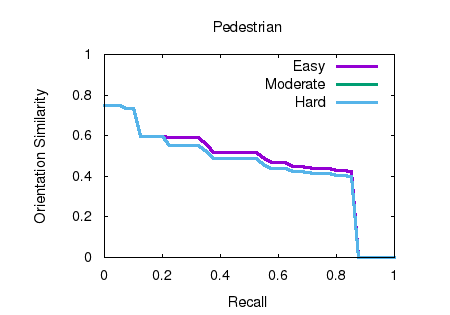 Pedestrian
Orientation Similarity
1
0.8
0.6
0.4
0.2
0
Easy
Moderate
Hard
0 0.2 0.4 0.6 0.8 1
Recall